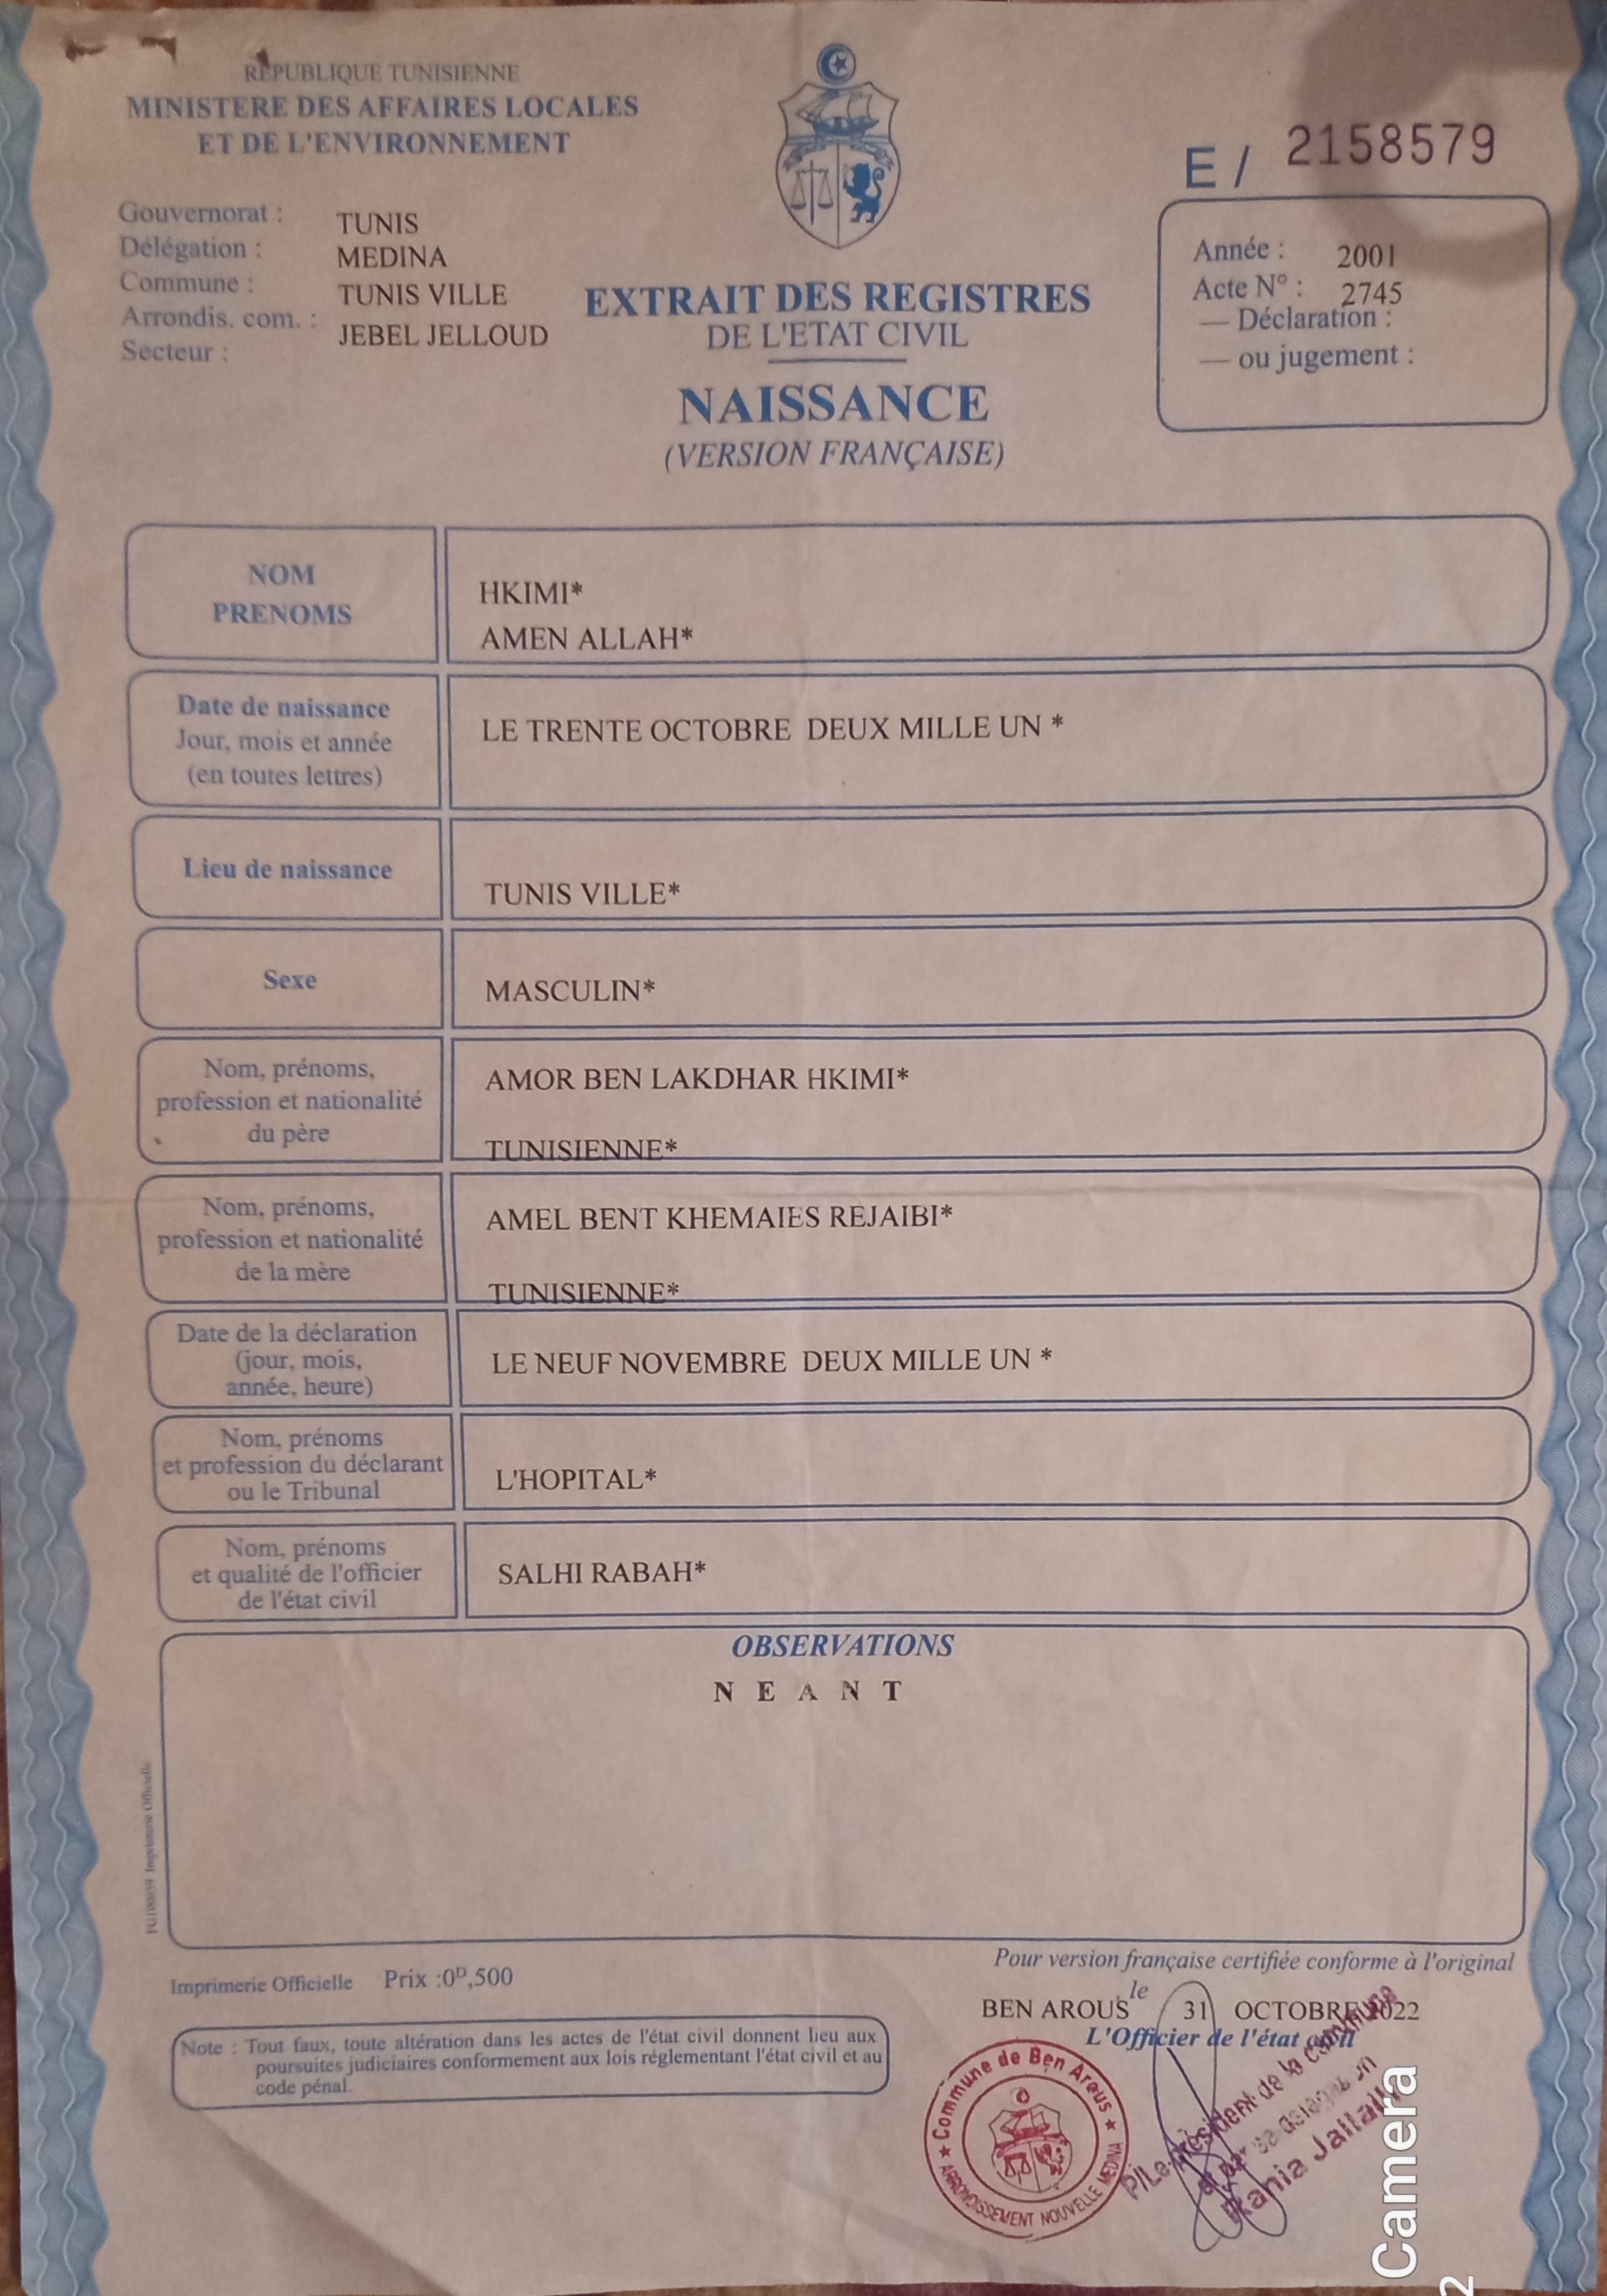 RÉPUBLIQUE TUNISIENNE
MINISTERE DES AFFAIRES LOCALES
ET DE L'ENVIRONNEMENT
E / 2158579
Gouvernorat : TUNIS
Délégation : MEDINA
Commune : TUNIS VILLE
Arrondis. com. : JEBEL JELLOUD
Secteur :
EXTRAIT DES REGISTRES
DE L'ETAT CIVIL
NAISSANCE
(VERSION FRANÇAISE)
Année : 2001
Acte N° : 2745
— Déclaration :
— ou jugement :
NOM
PRENOMS
HKIMI*
AMEN ALLAH*
Date de naissance
Jour, mois et année
(en toutes lettres)
LE TRENTE OCTOBRE DEUX MILLE UN *
Lieu de naissance
TUNIS VILLE*
Sexe
MASCULIN*
Nom, prénoms,
profession et nationalité
du père
AMOR BEN LAKDHAR HKIMI*
TUNISIENNE*
Nom, prénoms,
profession et nationalité
de la mère
AMEL BENT KHEMAIES REJAIBI*
TUNISIENNE*
Date de la déclaration
(jour, mois,
année, heure)
LE NEUF NOVEMBRE DEUX MILLE UN *
Nom, prénoms
et profession du déclarant
ou le Tribunal
L'HOPITAL*
Nom, prénoms
et qualité de l'officier
de l'état civil
SALHI RABAH*
OBSERVATIONS
N E A N T
Imprimerie Officielle
Imprimerie Officielle Prix :0ᴰ,500
Note : Tout faux, toute altération dans les actes de l'état civil donnent lieu aux
poursuites judiciaires conformement aux lois réglementant l'état civil et au
code pénal.
Pour version française certifiée conforme à l'original
le
BEN AROUS 31 OCTOBRE 2022
L'Officier de l'état civil
Commune de Ben Arous
ARRONDISSEMENT NOUVELLE MEDINA
P/Le Président de la commune
Rania
Camera